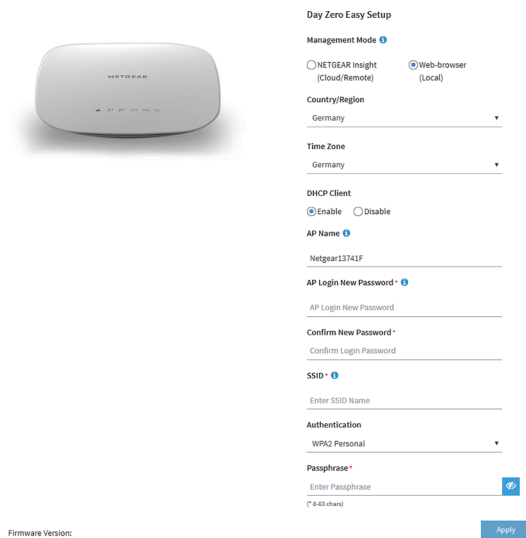 NETGEAR
Day Zero Easy Setup
Management Mode
NETGEAR Insight
(Cloud/Remote)
Web-browser
(Local)
Country/Region
Germany
Time Zone
Germany
DHCP Client
Enable
Disable
AP Name
Netgear13741F
AP Login New Password *
AP Login New Password
Confirm New Password *
Confirm Login Password
SSID *
Enter SSID Name
Authentication
WPA2 Personal
Passphrase *
Enter Passphrase
(* 8-63 chars)
Apply
Firmware Version: